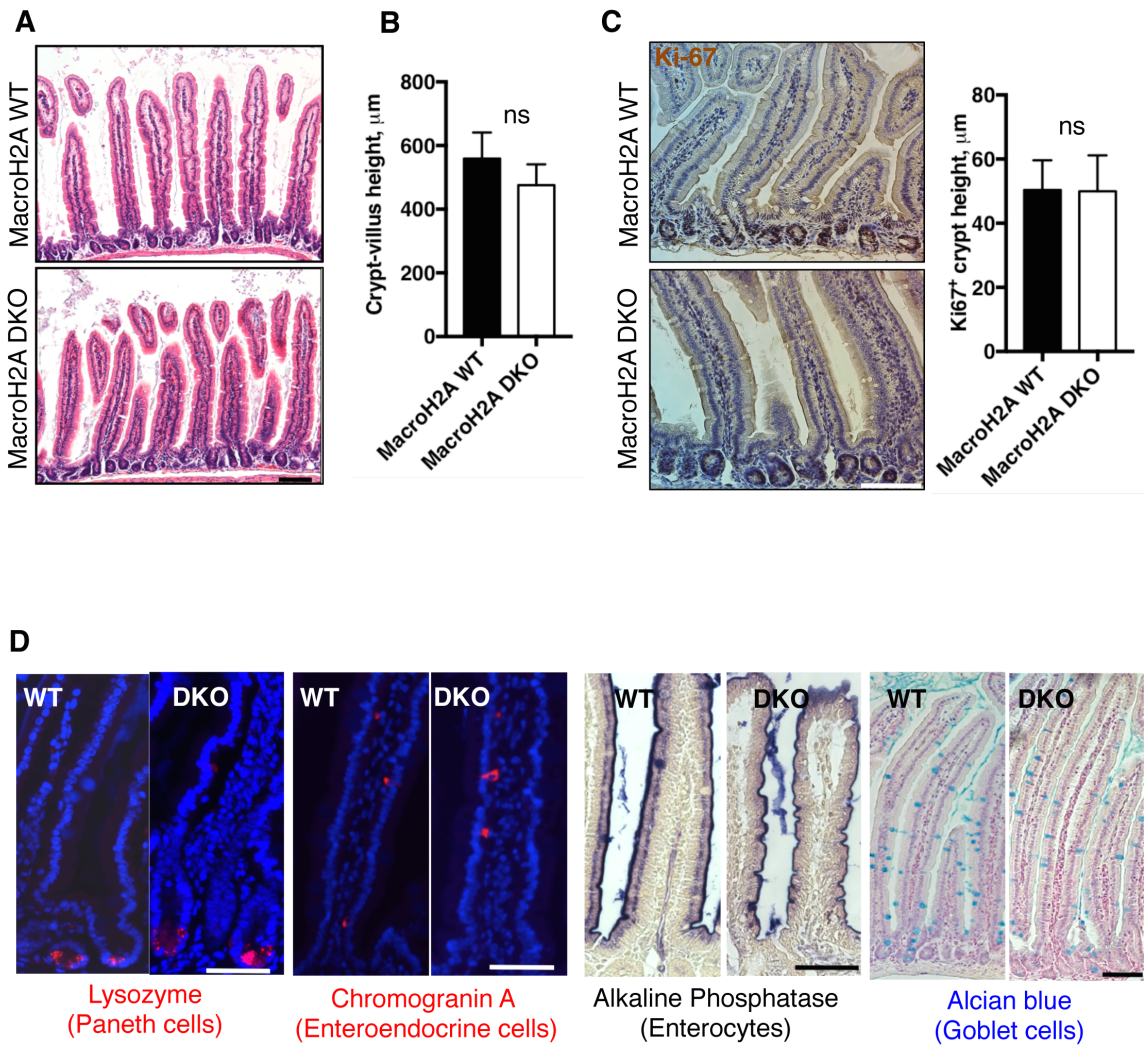 A
MacroH2A WT
MacroH2A DKO
B
Crypt-villus height, μm
800
600
400
200
0
ns
MacroH2A WT
MacroH2A DKO
C
MacroH2A WT
MacroH2A DKO
Ki-67
Ki67⁺ crypt height, μm
80
60
40
20
0
ns
MacroH2A WT
MacroH2A DKO
D
WT
DKO
Lysozyme
(Paneth cells)
WT
DKO
Chromogranin A
(Enteroendocrine cells)
WT
DKO
Alkaline Phosphatase
(Enterocytes)
WT
DKO
Alcian blue
(Goblet cells)